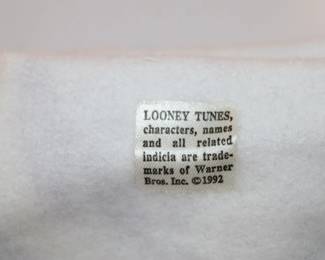 LOONEY TUNES,
characters, names
and all related
indicia are trade-
marks of Warner
Bros. Inc. ©1992